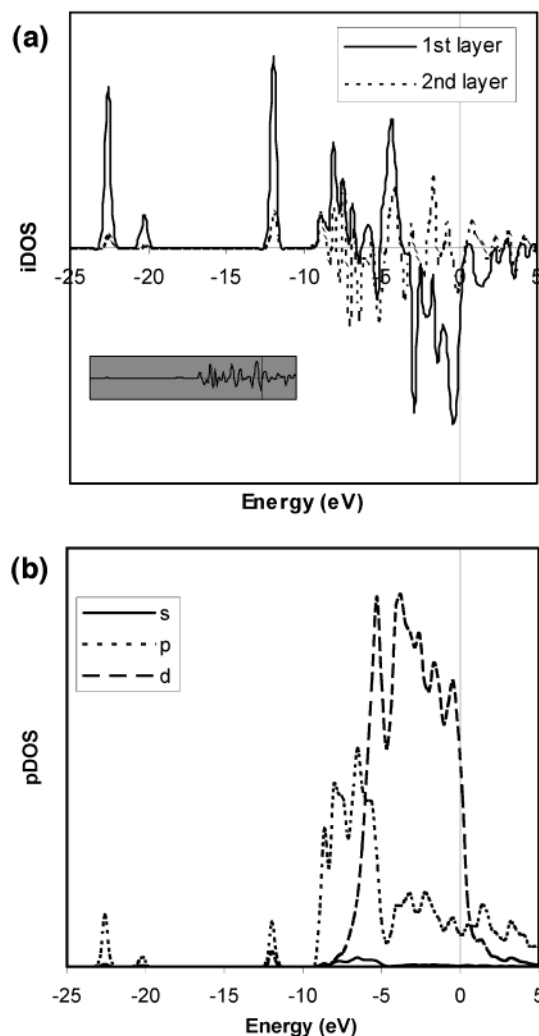 (a)
1st layer
2nd layer
iDOS
-25 -20 -15 -10 -5 0 5
Energy (eV)
(b)
s
p
d
pDOS
-25 -20 -15 -10 -5 0 5
Energy (eV)